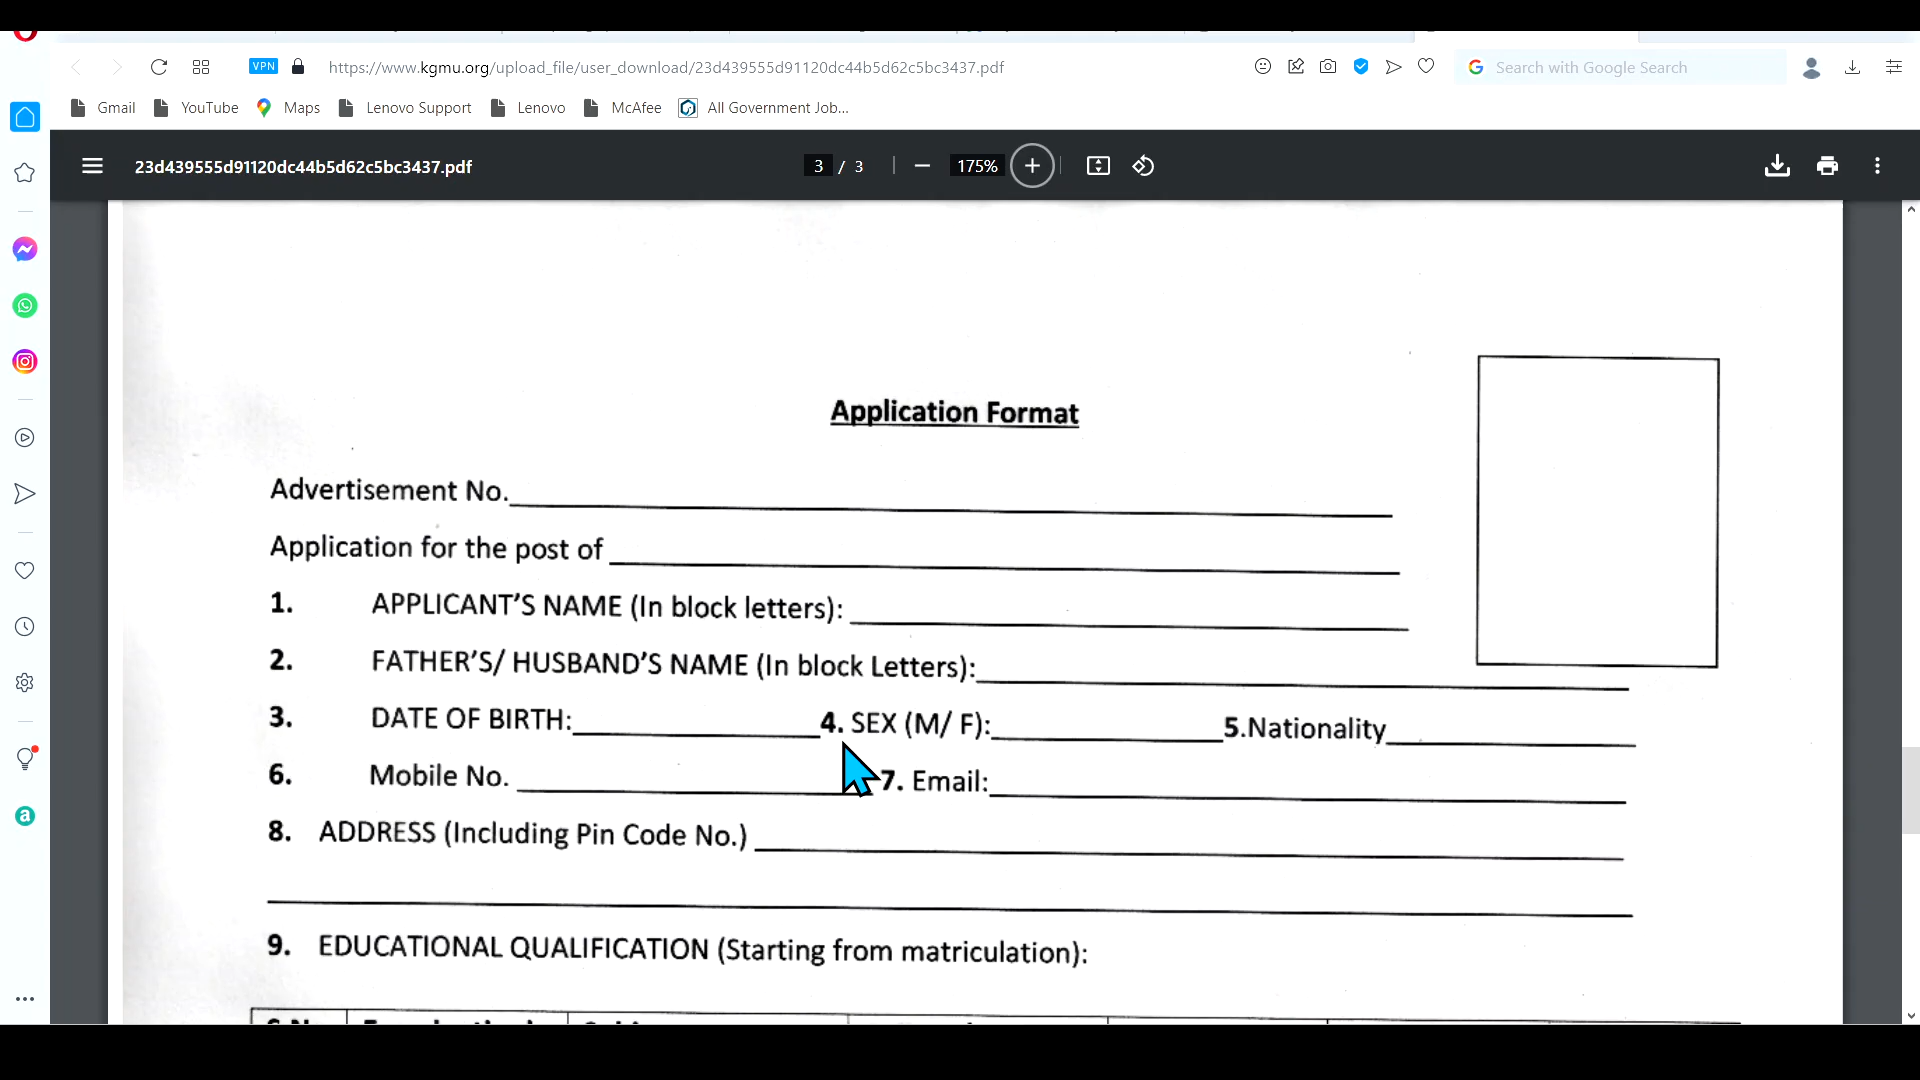 VPN
https://www.kgmu.org/upload_file/user_download/23d439555d91120dc44b5d62c5bc3437.pdf
Search with Google Search
Gmail YouTube Maps Lenovo Support Lenovo McAfee All Government Job...
23d439555d91120dc44b5d62c5bc3437.pdf 3 / 3 175%
Application Format
Advertisement No.
Application for the post of
1. APPLICANT'S NAME (In block letters):
2. FATHER'S/ HUSBAND'S NAME (In block Letters):
3. DATE OF BIRTH: 4. SEX (M/ F): 5.Nationality
6. Mobile No. 7. Email:
8. ADDRESS (Including Pin Code No.)
9. EDUCATIONAL QUALIFICATION (Starting from matriculation):